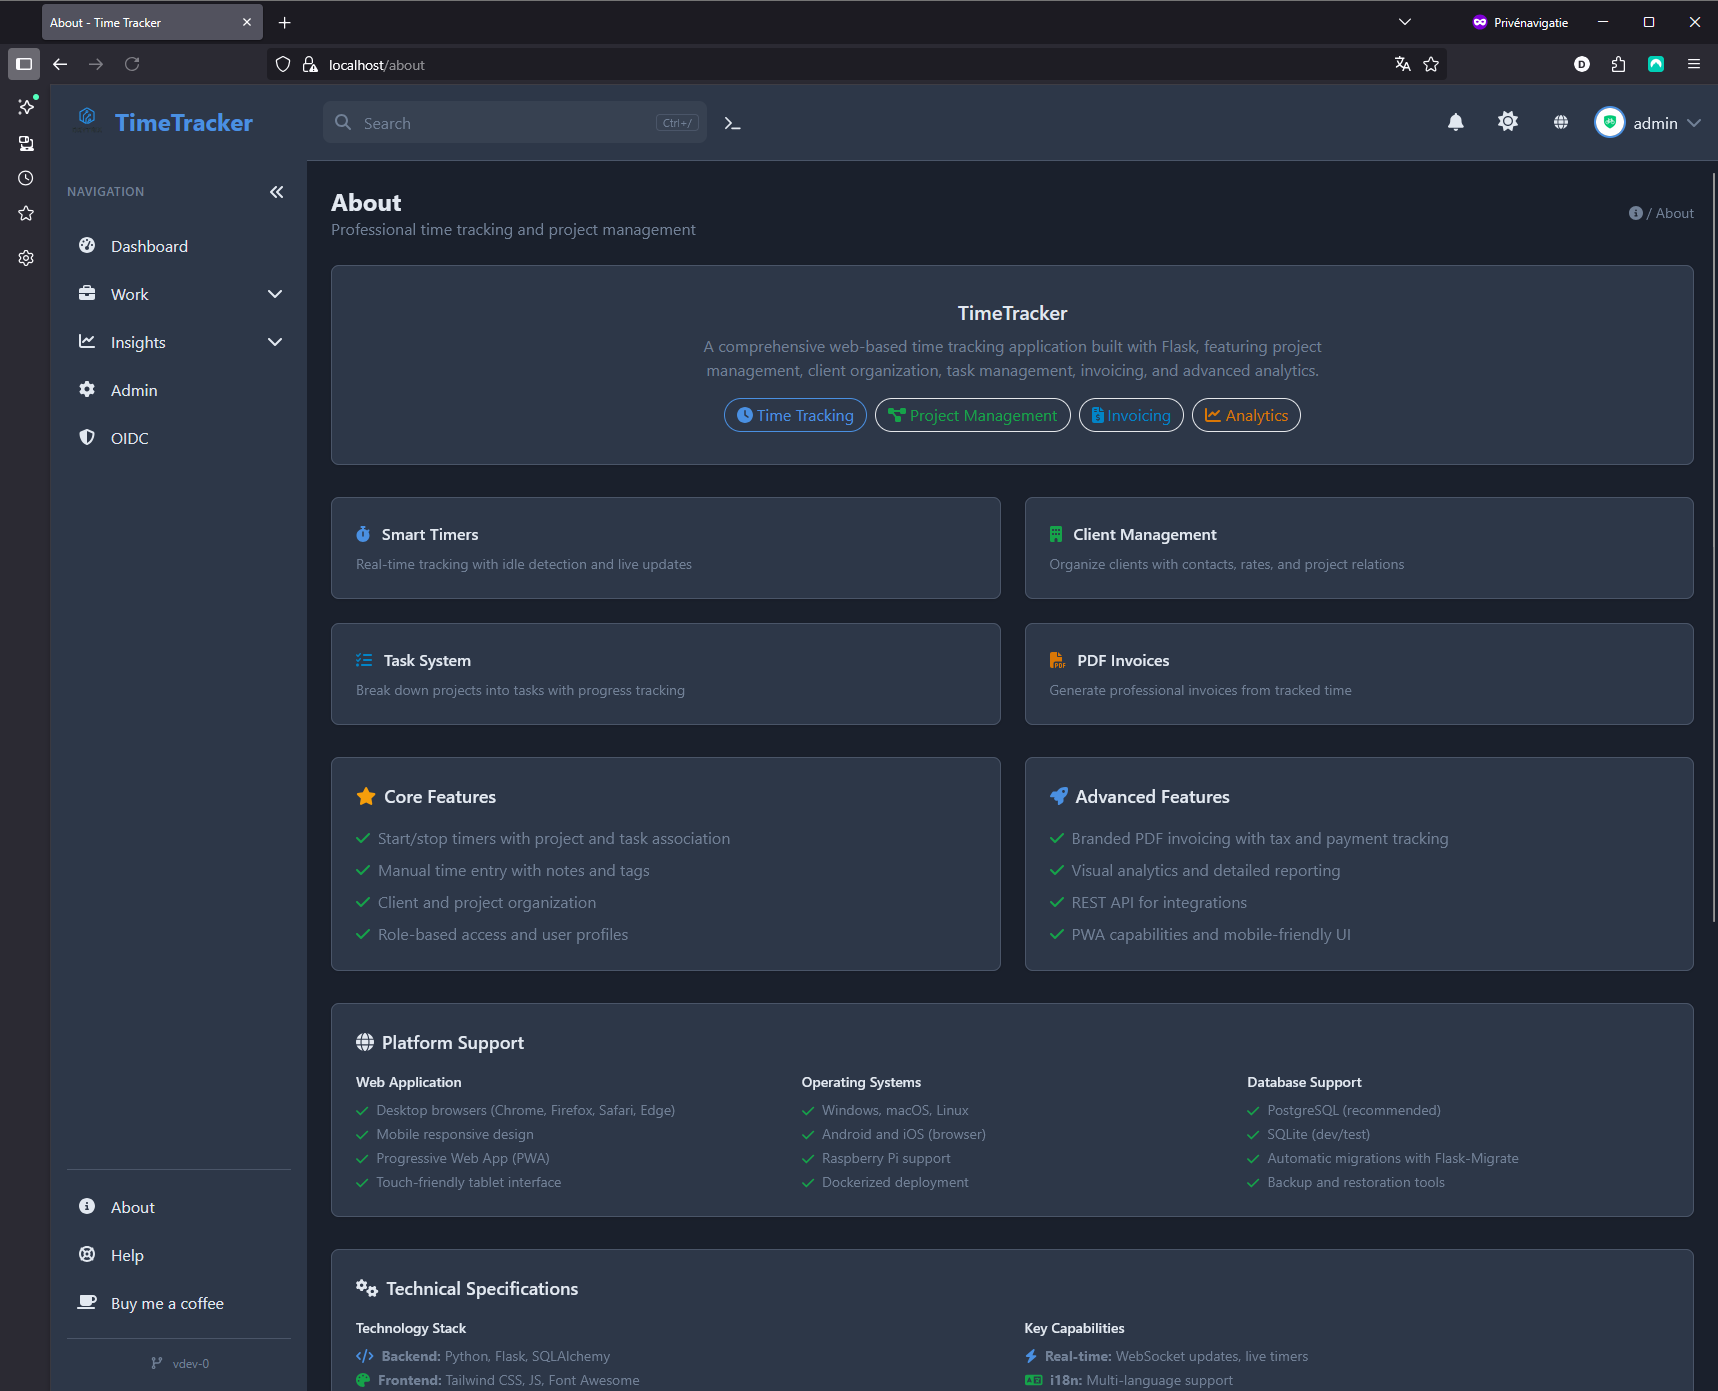 About - Time Tracker
Privénavigatie
localhost/about
TimeTracker
Search
Ctrl+/
admin
NAVIGATION
Dashboard
Work
Insights
Admin
OIDC
About
Help
Buy me a coffee
vdev-0
About
Professional time tracking and project management
/ About
TimeTracker
A comprehensive web-based time tracking application built with Flask, featuring project
management, client organization, task management, invoicing, and advanced analytics.
Time Tracking
Project Management
Invoicing
Analytics
Smart Timers
Real-time tracking with idle detection and live updates
Client Management
Organize clients with contacts, rates, and project relations
Task System
Break down projects into tasks with progress tracking
PDF Invoices
Generate professional invoices from tracked time
Core Features
Start/stop timers with project and task association
Manual time entry with notes and tags
Client and project organization
Role-based access and user profiles
Advanced Features
Branded PDF invoicing with tax and payment tracking
Visual analytics and detailed reporting
REST API for integrations
PWA capabilities and mobile-friendly UI
Platform Support
Web Application
Desktop browsers (Chrome, Firefox, Safari, Edge)
Mobile responsive design
Progressive Web App (PWA)
Touch-friendly tablet interface
Operating Systems
Windows, macOS, Linux
Android and iOS (browser)
Raspberry Pi support
Dockerized deployment
Database Support
PostgreSQL (recommended)
SQLite (dev/test)
Automatic migrations with Flask-Migrate
Backup and restoration tools
Technical Specifications
Technology Stack
Backend: Python, Flask, SQLAlchemy
Frontend: Tailwind CSS, JS, Font Awesome
Key Capabilities
Real-time: WebSocket updates, live timers
i18n: Multi-language support